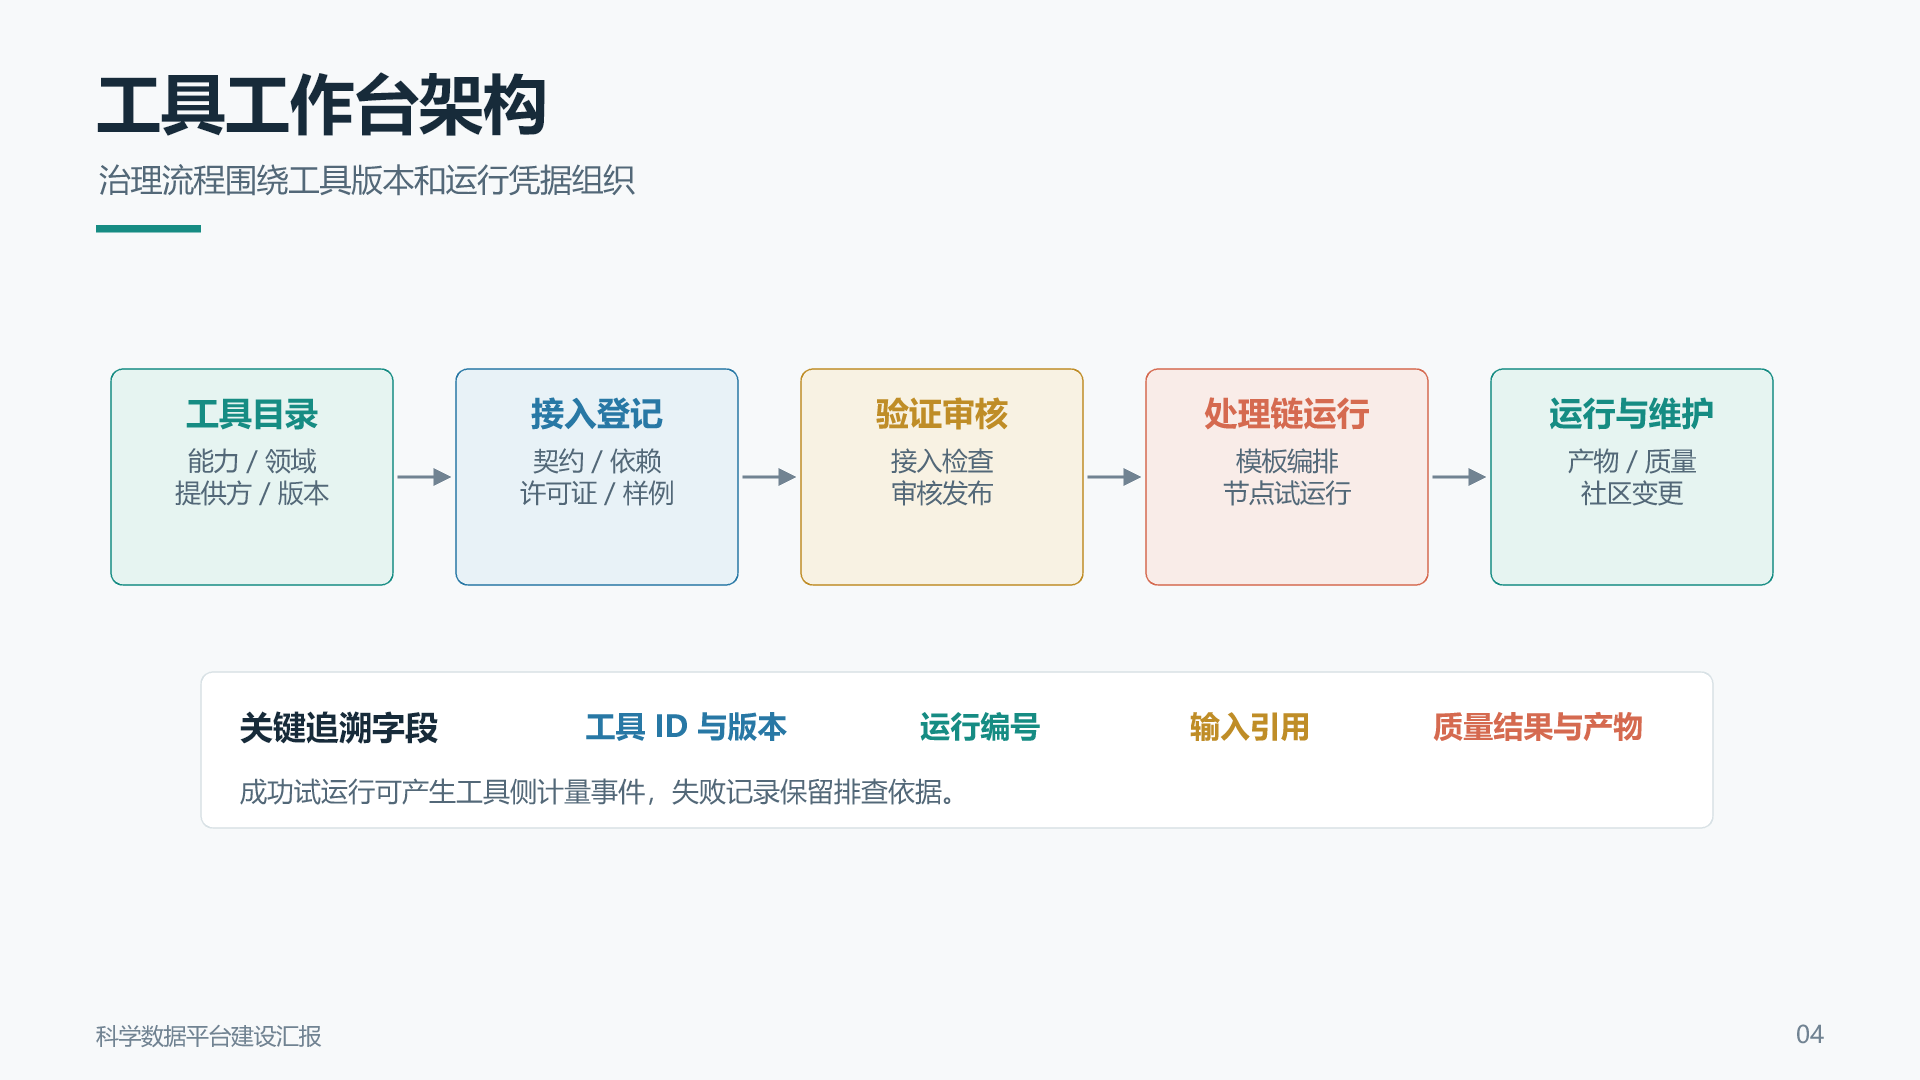 工具工作台架构
治理流程围绕工具版本和运行凭据组织
工具目录
能力 / 领域
提供方 / 版本
接入登记
契约 / 依赖
许可证 / 样例
验证审核
接入检查
审核发布
处理链运行
模板编排
节点试运行
运行与维护
产物 / 质量
社区变更
关键追溯字段
工具 ID 与版本
运行编号
输入引用
质量结果与产物
成功试运行可产生工具侧计量事件，失败记录保留排查依据。
科学数据平台建设汇报
04